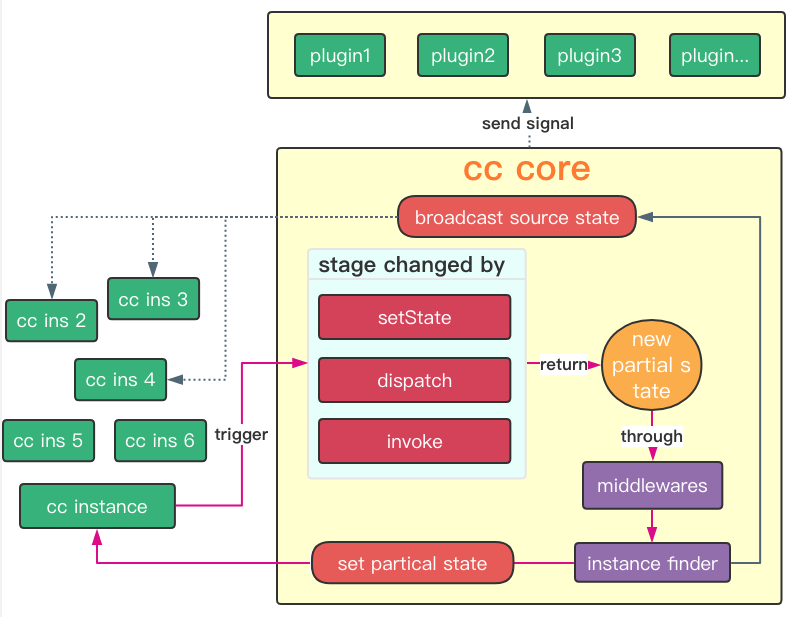 plugin1
plugin2
plugin3
plugin...
send signal
cc core
broadcast source state
stage changed by
setState
dispatch
invoke
cc ins 2
cc ins 3
cc ins 4
cc ins 5
cc ins 6
cc instance
trigger
return
new
partial s
tate
through
middlewares
instance finder
set partical state